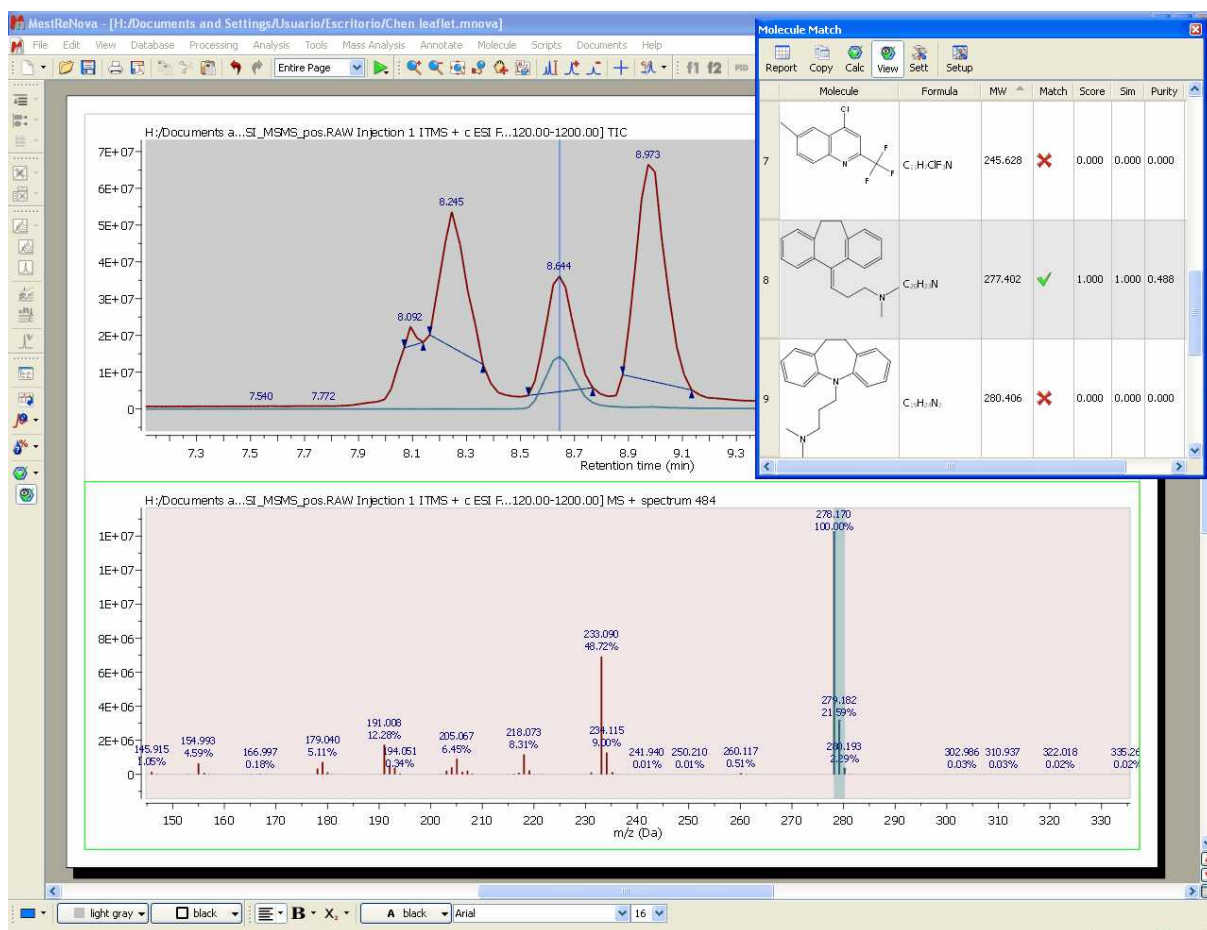 MestReNova - [H:/Documents and Settings/Usuario/Escritorio/Chen leaflet.mnova]
File Edit View Database Processing Analysis Tools Mass Analysis Annotate Molecule Scripts Documents Help
Entire Page
Molecule Match
Report Copy Calc View Sett Setup
Molecule Formula MW Match Score Sim Purity
7 C₁₁H₇ClF₃N 245.628 0.000 0.000 0.000
Cl
N
F
F
F
8 C₂₀H₂₃N 277.402 1.000 1.000 0.488
N
9 C₁₉H₂₄N₂ 280.406 0.000 0.000 0.000
N
N
H:/Documents a...SI_MSMS_pos.RAW Injection 1 ITMS + c ESI F...120.00-1200.00] TIC
7E+07
6E+07
5E+07
4E+07
3E+07
2E+07
1E+07
0
7.540
7.772
8.092
8.245
8.644
8.973
7.3 7.5 7.7 7.9 8.1 8.3 8.5 8.7 8.9 9.1 9.3
Retention time (min)
H:/Documents a...SI_MSMS_pos.RAW Injection 1 ITMS + c ESI F...120.00-1200.00] MS + spectrum 484
1E+07
1E+07
1E+07
8E+06
6E+06
4E+06
2E+06
0
145.915
1.05%
154.993
4.59%
166.997
0.18%
179.040
5.11%
191.008
12.28%
194.051
0.34%
205.067
6.45%
218.073
8.31%
233.090
48.72%
234.115
9.00%
241.940
0.01%
250.210
0.01%
260.117
0.51%
278.170
100.00%
279.182
21.59%
280.193
2.29%
302.986
0.03%
310.937
0.03%
322.018
0.02%
335.26
0.02%
150 160 170 180 190 200 210 220 230 240 250 260 270 280 290 300 310 320 330
m/z (Da)
light gray black B X₂ A black Arial 16